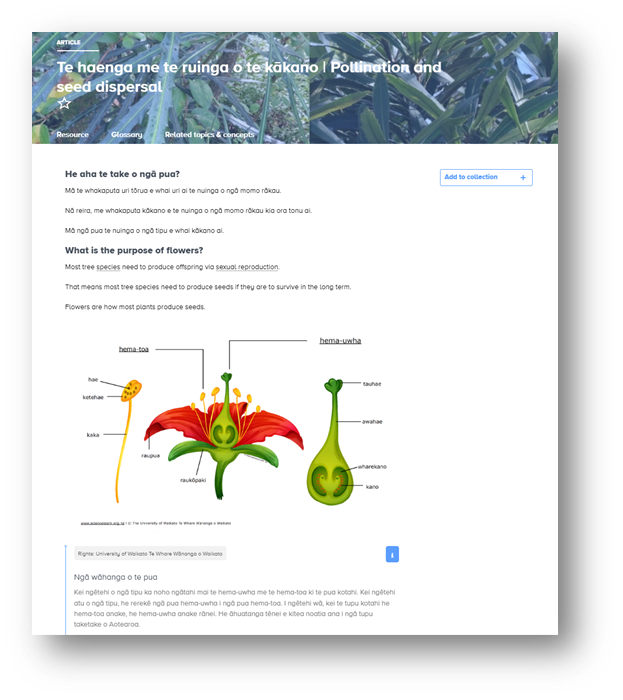 ARTICLE
Te haenga me te ruinga o te kākano | Pollination and
seed dispersal
Resource Glossary Related topics & concepts
He aha te take o ngā pua?
Add to collection +
Mā te whakaputa uri tōrua e whai uri ai te nuinga o ngā momo rākau.
Nā reira, me whakaputa kākano e te nuinga o ngā momo rākau kia ora tonu ai.
Mā ngā pua te nuinga o ngā tipu e whai kākano ai.
What is the purpose of flowers?
Most tree species need to produce offspring via sexual reproduction.
That means most tree species need to produce seeds if they are to survive in the long term.
Flowers are how most plants produce seeds.
hema-toa
hema-uwha
hae
ketehae
kaka
raupua
raukōpaki
tauhae
awahae
wharekano
kano
www.sciencelearn.org.nz | © The University of Waikato Te Whare Wānanga o Waikato
Rights: University of Waikato Te Whare Wānanga o Waikato
Ngā wāhanga o te pua
Kei ngētehi o ngā tipu ka noho ngātahi mai te hema-uwha me te hema-toa ki te pua kotahi. Kei ngētehi
atu o ngā tipu, he rerekē ngā pua hema-uwha i ngā pua hema-toa. I ngētehi wā, kei te tupu kotahi he
hema-toa anake, he hema-uwha anake rānei. He āhuatanga tēnei e kitea noatia ana i ngā tupu
taketake o Aotearoa.